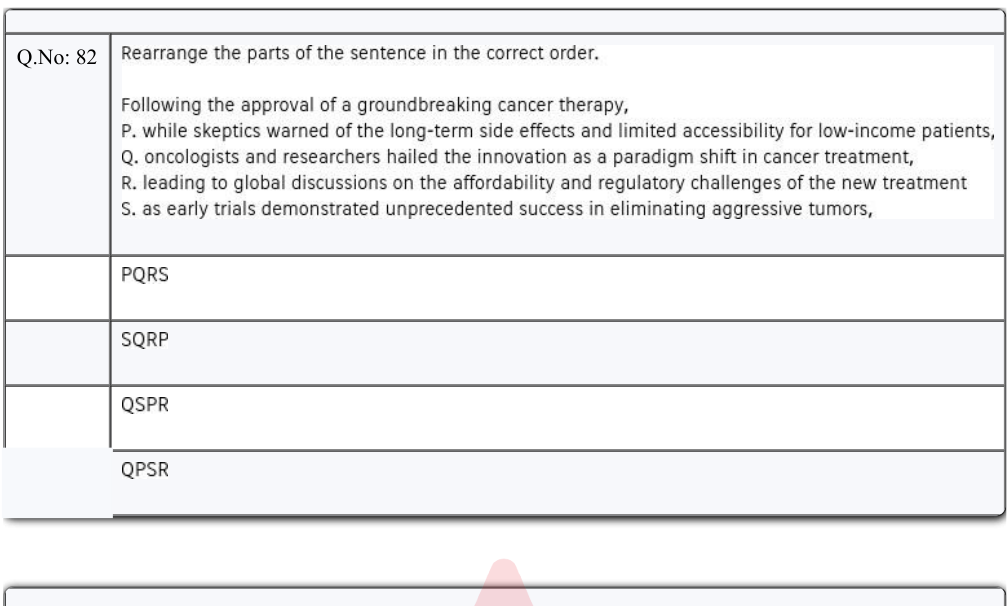 Q.No: 82
Rearrange the parts of the sentence in the correct order.
Following the approval of a groundbreaking cancer therapy,
P. while skeptics warned of the long-term side effects and limited accessibility for low-income patients,
Q. oncologists and researchers hailed the innovation as a paradigm shift in cancer treatment,
R. leading to global discussions on the affordability and regulatory challenges of the new treatment
S. as early trials demonstrated unprecedented success in eliminating aggressive tumors,
PQRS
SQRP
QSPR
QPSR